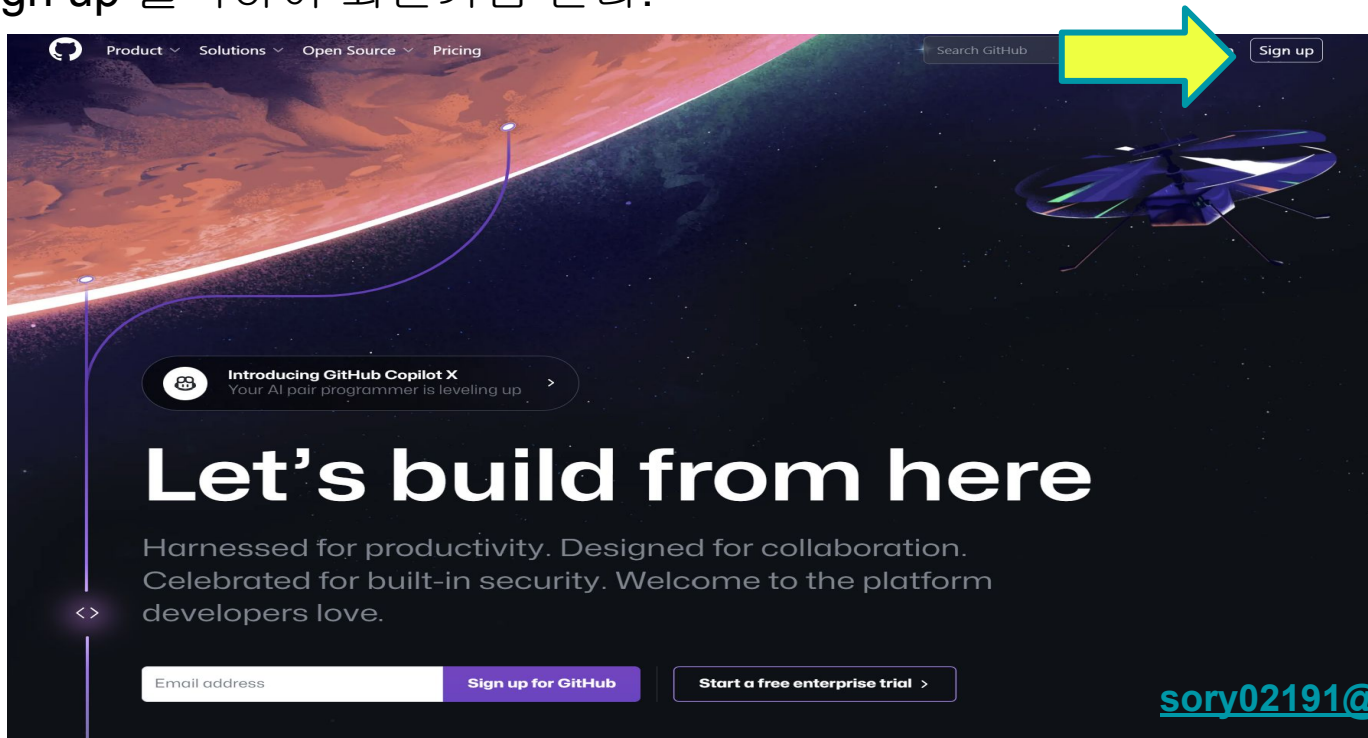 Sign up
Product Solutions Open Source Pricing
Search GitHub
Sign up
Introducing GitHub Copilot X
Your AI pair programmer is leveling up
Let's build from here
Harnessed for productivity. Designed for collaboration.
Celebrated for built-in security. Welcome to the platform
developers love.
Email address
Sign up for GitHub
Start a free enterprise trial
sory02191@